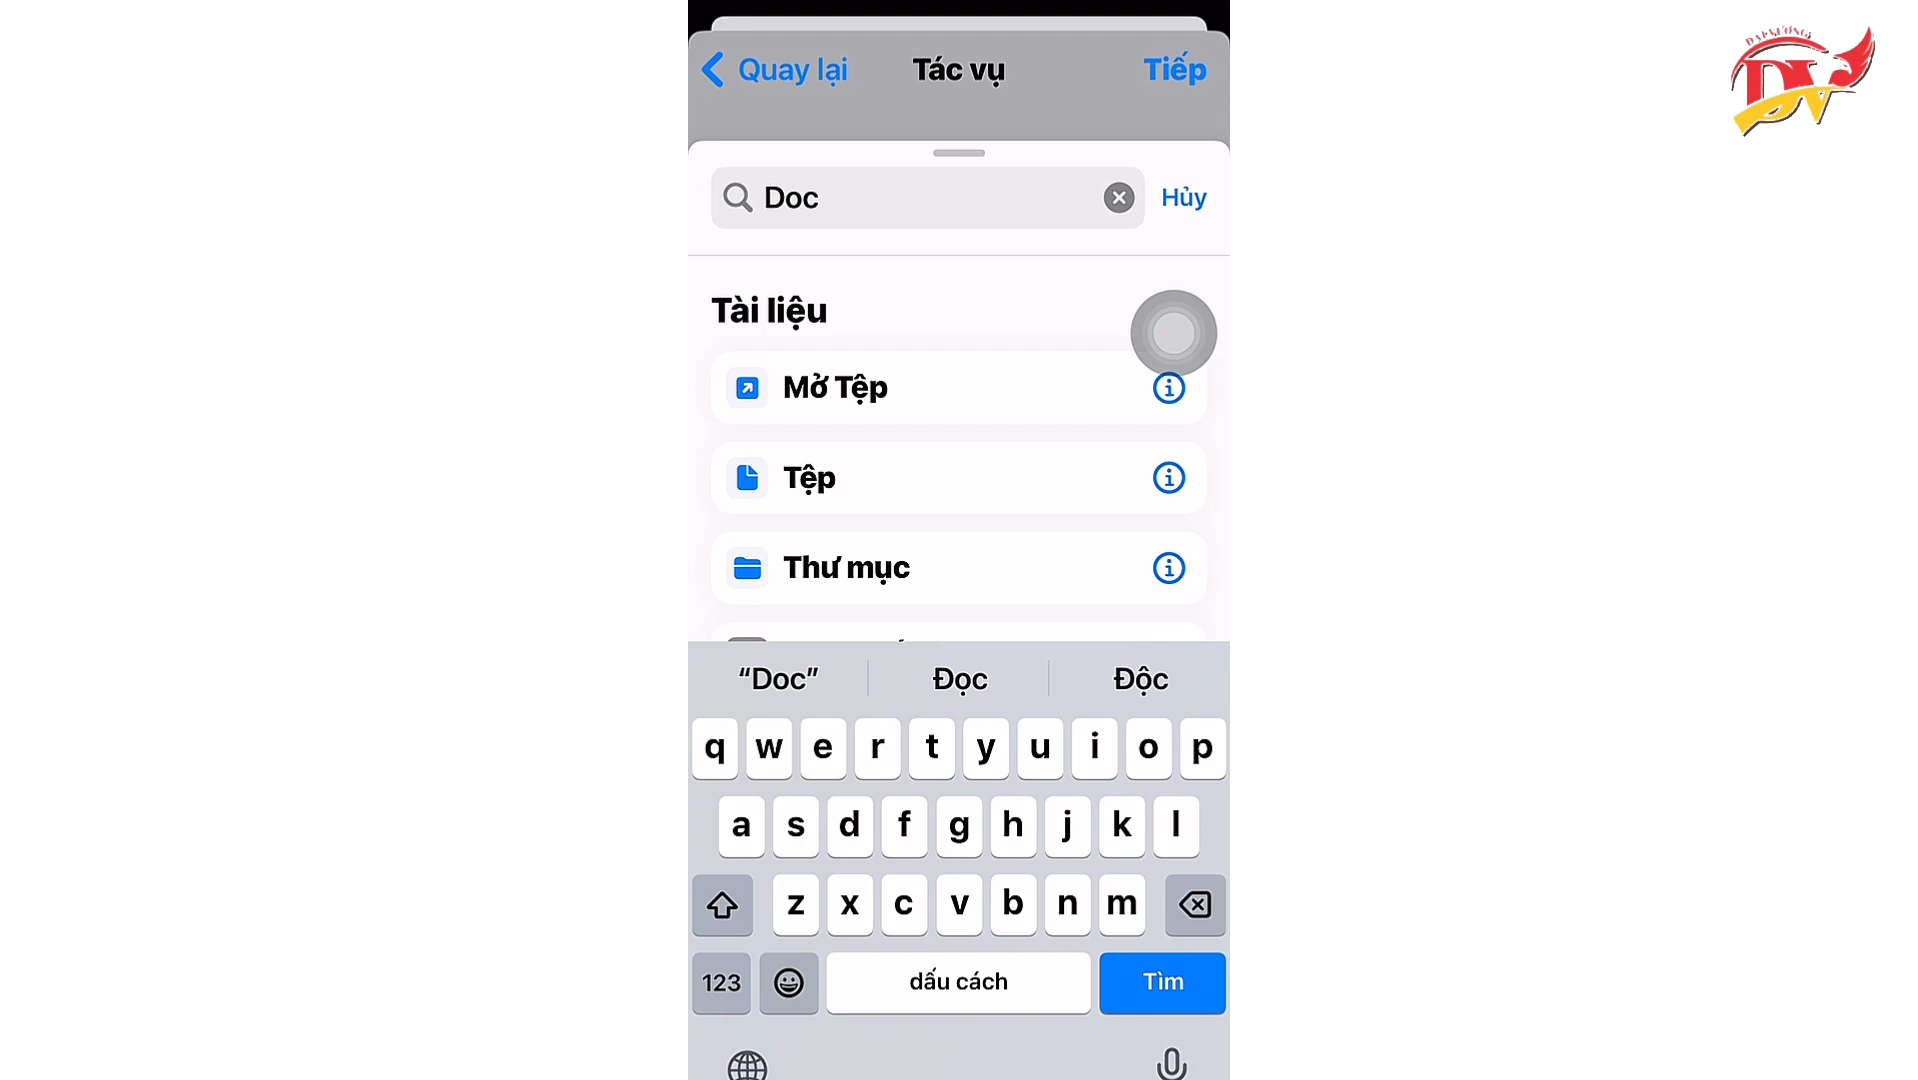 Quay lại
Tác vụ
Tiếp
Doc
Hủy
Tài liệu
Mở Tệp
Tệp
Thư mục
“Doc”
Đọc
Độc
q w e r t y u i o p
a s d f g h j k l
z x c v b n m
123
dấu cách
Tìm
DV